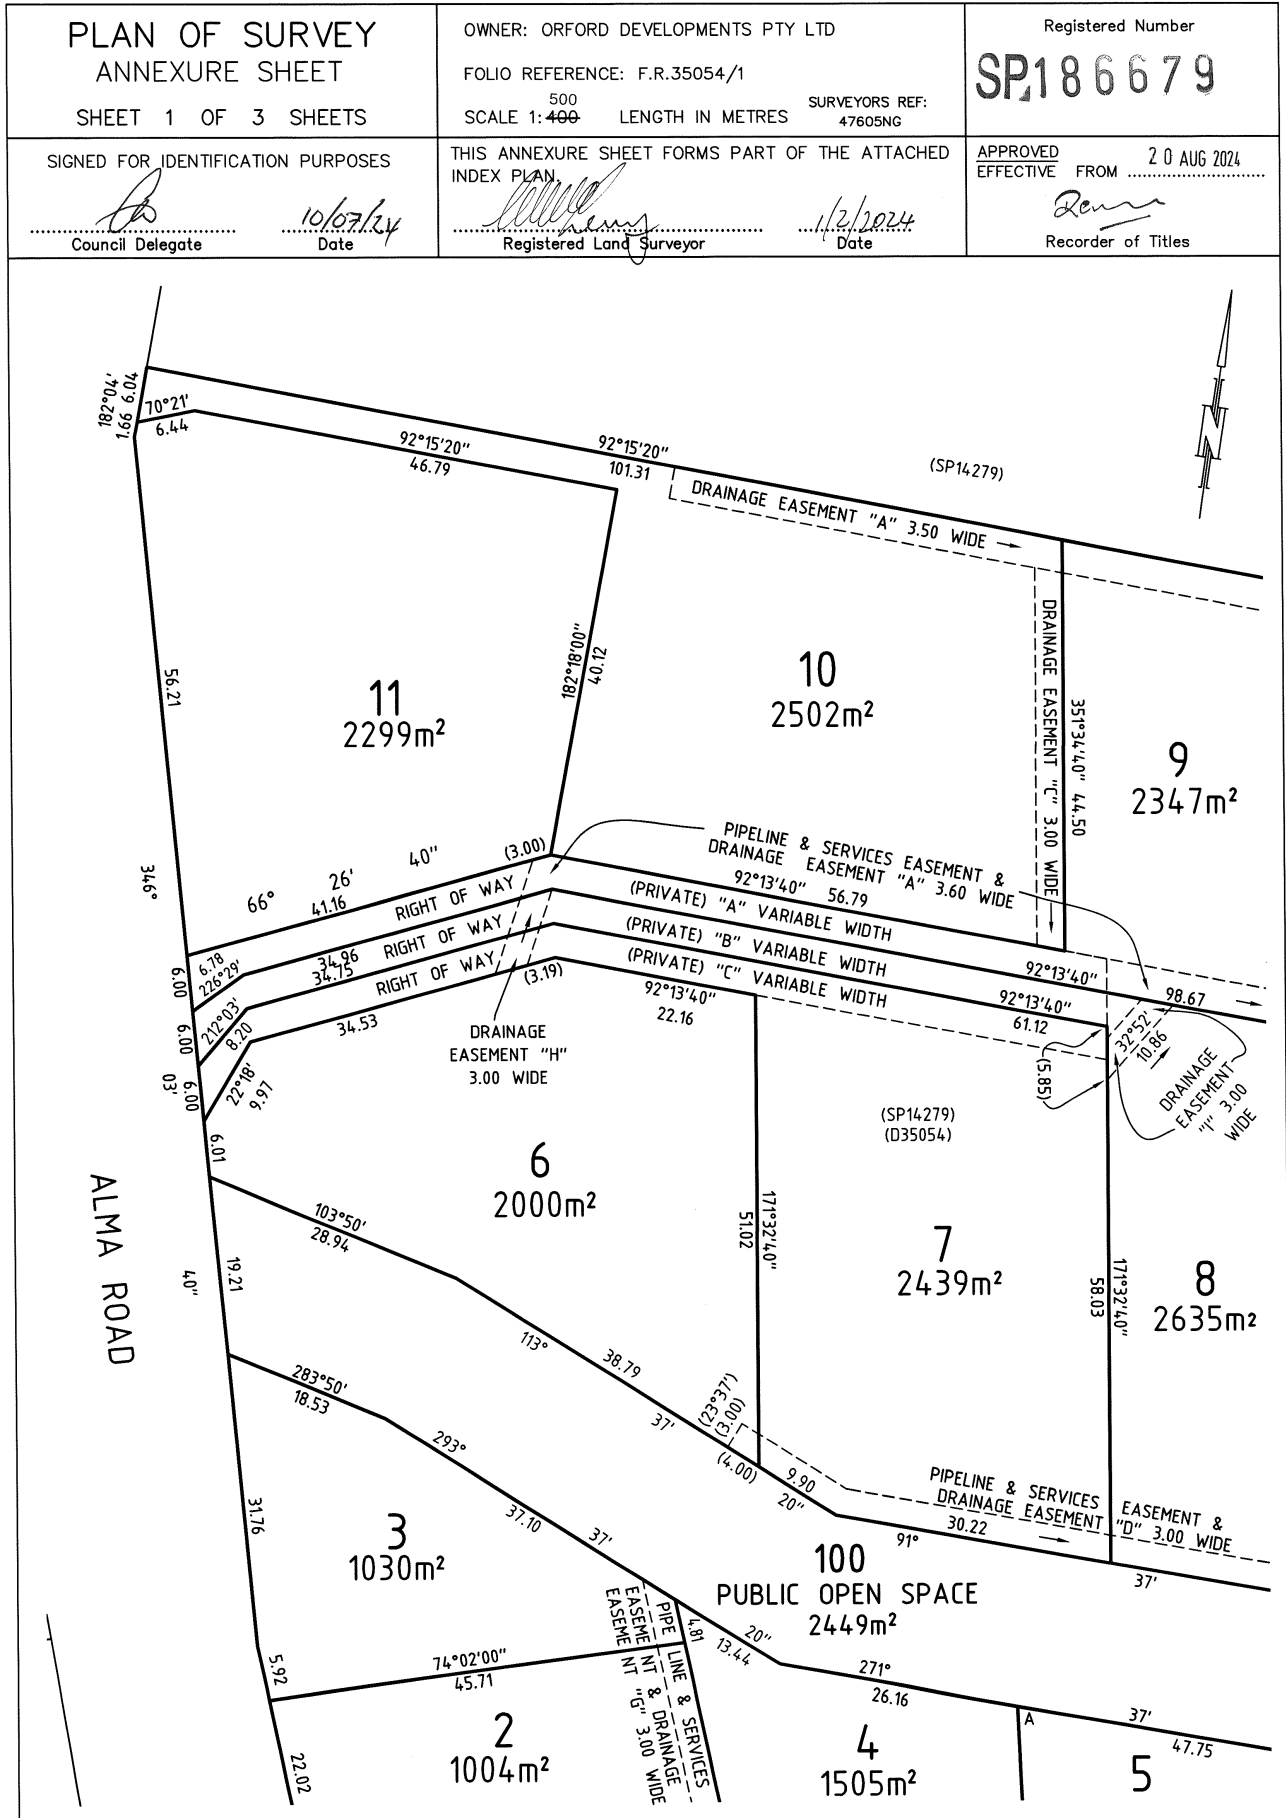 PLAN OF SURVEY
ANNEXURE SHEET
SHEET 1 OF 3 SHEETS
OWNER: ORFORD DEVELOPMENTS PTY LTD
FOLIO REFERENCE: F.R.35054/1
500
SCALE 1:400 LENGTH IN METRES
SURVEYORS REF:
47605NG
Registered Number
SP186679
SIGNED FOR IDENTIFICATION PURPOSES
10/07/24
Council Delegate Date
THIS ANNEXURE SHEET FORMS PART OF THE ATTACHED
INDEX PLAN.
1/2/2024
Registered Land Surveyor Date
APPROVED
EFFECTIVE FROM 20 AUG 2024
Recorder of Titles
182°04'
1.66 6.04
70°21'
6.44
92°15'20"
46.79
92°15'20"
101.31
(SP14279)
DRAINAGE EASEMENT "A" 3.50 WIDE
N
56.21
11
2299m²
182°18'00"
40.12
10
2502m²
DRAINAGE EASEMENT "C" 3.00 WIDE
351°34'40" 44.50
9
2347m²
346°
66° 26' 40"
41.16
(3.00)
PIPELINE & SERVICES EASEMENT &
DRAINAGE EASEMENT "A" 3.60 WIDE
92°13'40" 56.79
RIGHT OF WAY (PRIVATE) "A" VARIABLE WIDTH
6.78
226°29'
34.96
RIGHT OF WAY (PRIVATE) "B" VARIABLE WIDTH
34.75
RIGHT OF WAY (PRIVATE) "C" VARIABLE WIDTH
6.00
6.00
6.00
03'
212°03'
8.20
22°18'
9.97
34.53
(3.19)
92°13'40"
22.16
92°13'40"
98.67
92°13'40"
61.12
32°52'
10.86
(5.85)
DRAINAGE
EASEMENT "H"
3.00 WIDE
DRAINAGE
EASEMENT
"I" 3.00
WIDE
(SP14279)
(D35054)
6.01
6
2000m²
103°50'
28.94
171°32'40"
51.02
7
2439m²
171°32'40"
58.03
8
2635m²
ALMA ROAD
19.21
40"
113°
38.79
37'
283°50'
18.53
293°
37.10
37'
(23°37')
(3.00)
(4.00)
9.90
20"
PIPELINE & SERVICES EASEMENT &
DRAINAGE EASEMENT "D" 3.00 WIDE
30.22
91°
37'
31.76
3
1030m²
100
PUBLIC OPEN SPACE
2449m²
5.92
74°02'00"
45.71
4.81
20"
13.44
PIPE LINE & SERVICES
EASEMENT & DRAINAGE
EASEMENT "G" 3.00 WIDE
271°
26.16
A
37'
47.75
22.02
2
1004m²
4
1505m²
5